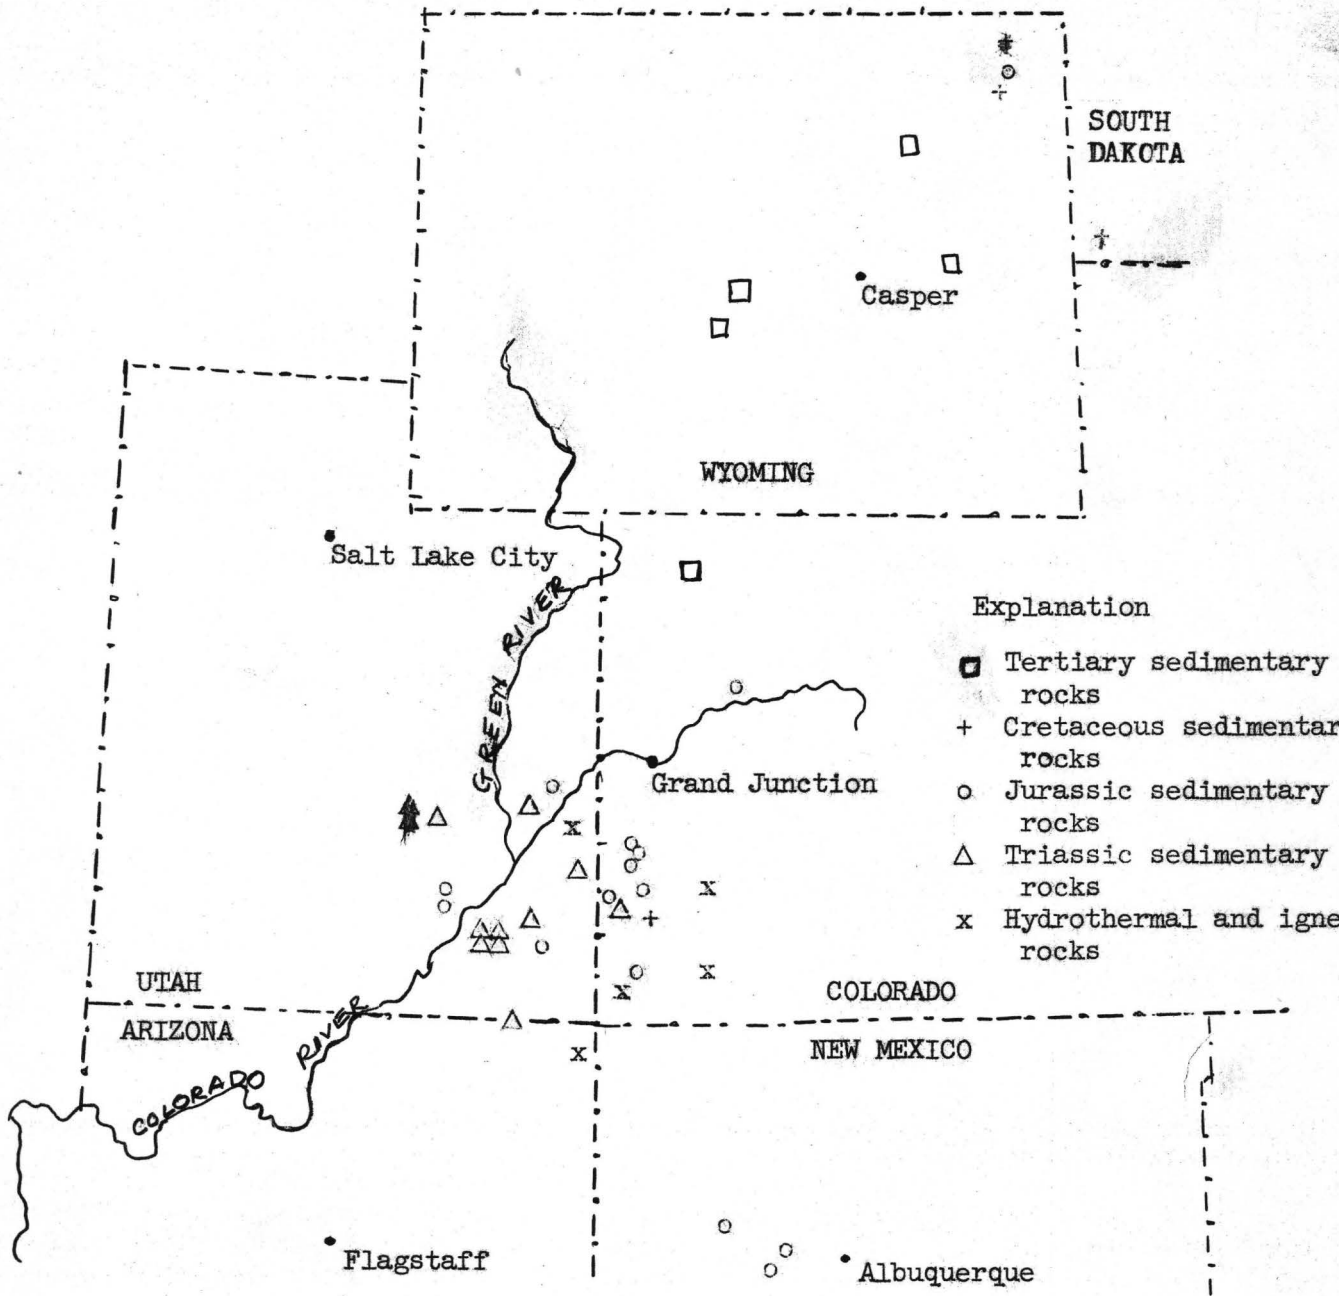 SOUTH
DAKOTA
Casper
WYOMING
Salt Lake City
GREEN RIVER
Explanation
Tertiary sedimentary
rocks
+ Cretaceous sedimentar
rocks
Jurassic sedimentary
rocks
Triassic sedimentary
rocks
x Hydrothermal and igne
rocks
Grand Junction
UTAH
COLORADO
ARIZONA
NEW MEXICO
COLORADO RIVER
Flagstaff
Albuquerque